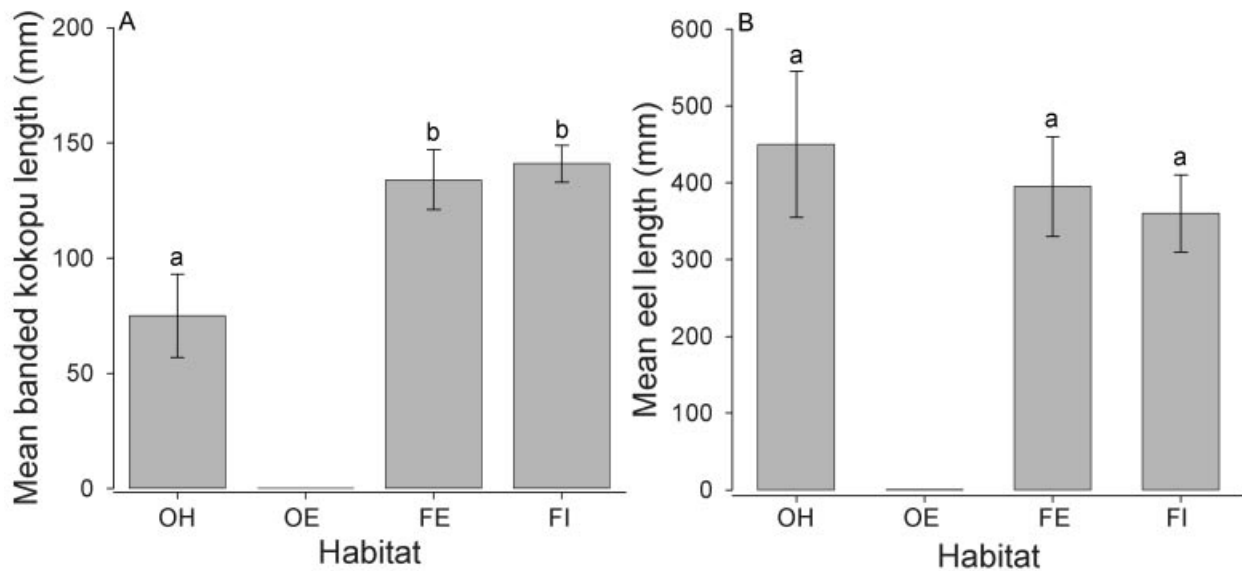 A
Mean banded kokopu length (mm)
200
150
100
50
0
a
b
b
OH
OE
FE
FI
Habitat
B
Mean eel length (mm)
600
500
400
300
200
100
0
a
a
a
OH
OE
FE
FI
Habitat